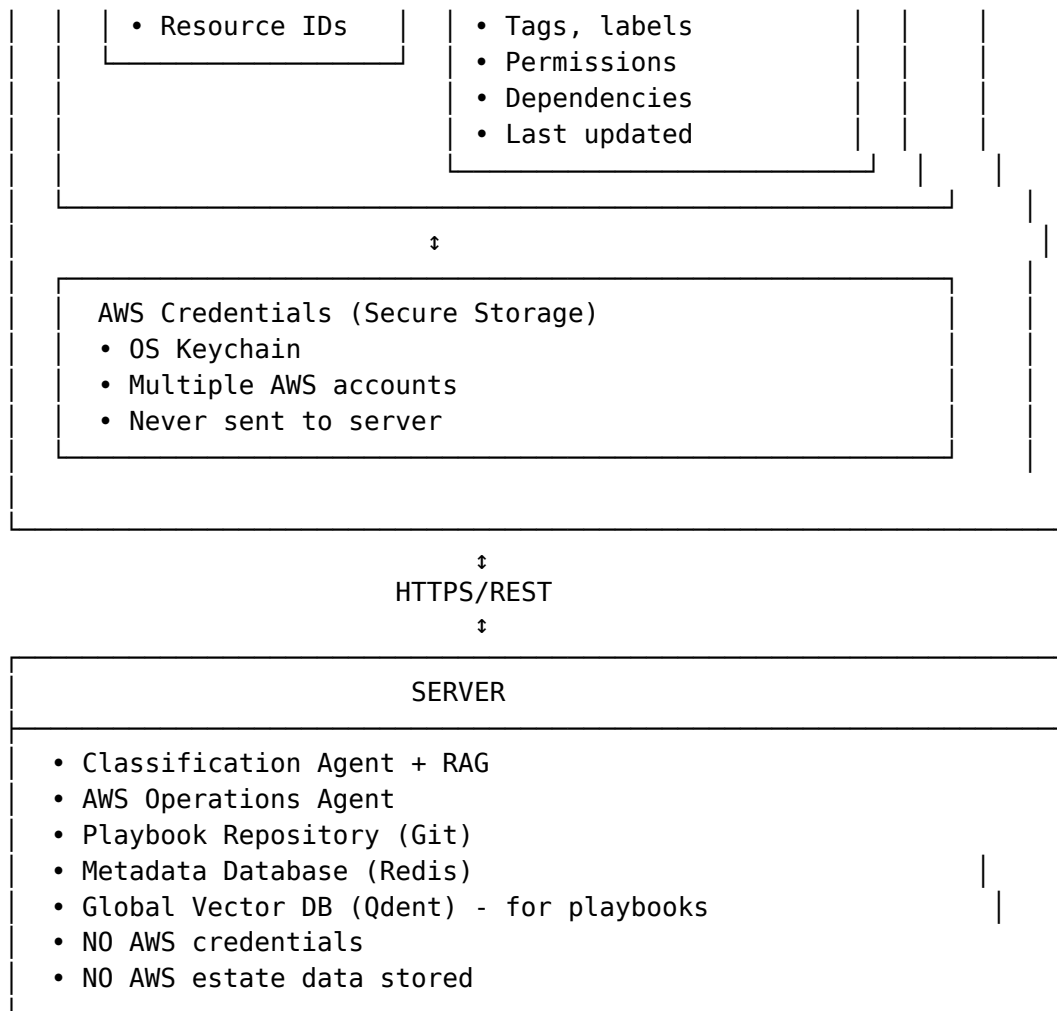 • Resource IDs • Tags, labels
• Permissions
• Dependencies
• Last updated
↕
AWS Credentials (Secure Storage)
• OS Keychain
• Multiple AWS accounts
• Never sent to server
↕
HTTPS/REST
↕
SERVER
• Classification Agent + RAG
• AWS Operations Agent
• Playbook Repository (Git)
• Metadata Database (Redis)
• Global Vector DB (Qdent) - for playbooks
• NO AWS credentials
• NO AWS estate data stored